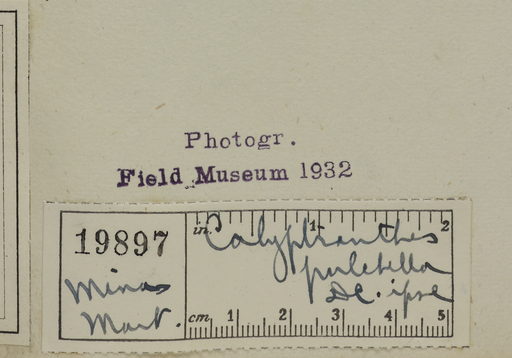 Photogr.
Field Museum 1932
19897
Minas
Mart.
in. 1 2
Calyptranthes
pulchella
DC. ipse
cm 1 2 3 4 5